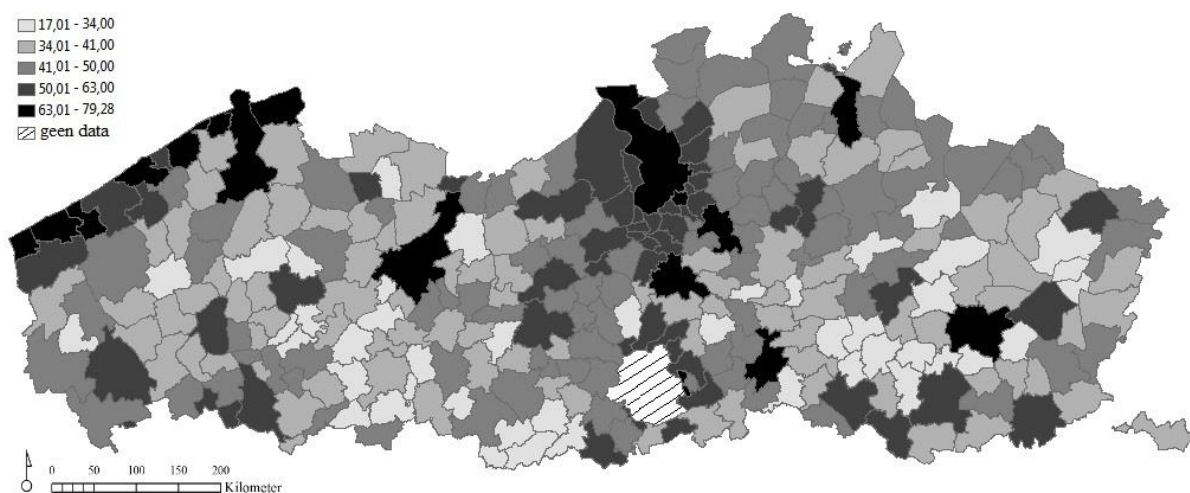 17,01 - 34,00
34,01 - 41,00
41,01 - 50,00
50,01 - 63,00
63,01 - 79,28
geen data
0 50 100 150 200
Kilometer